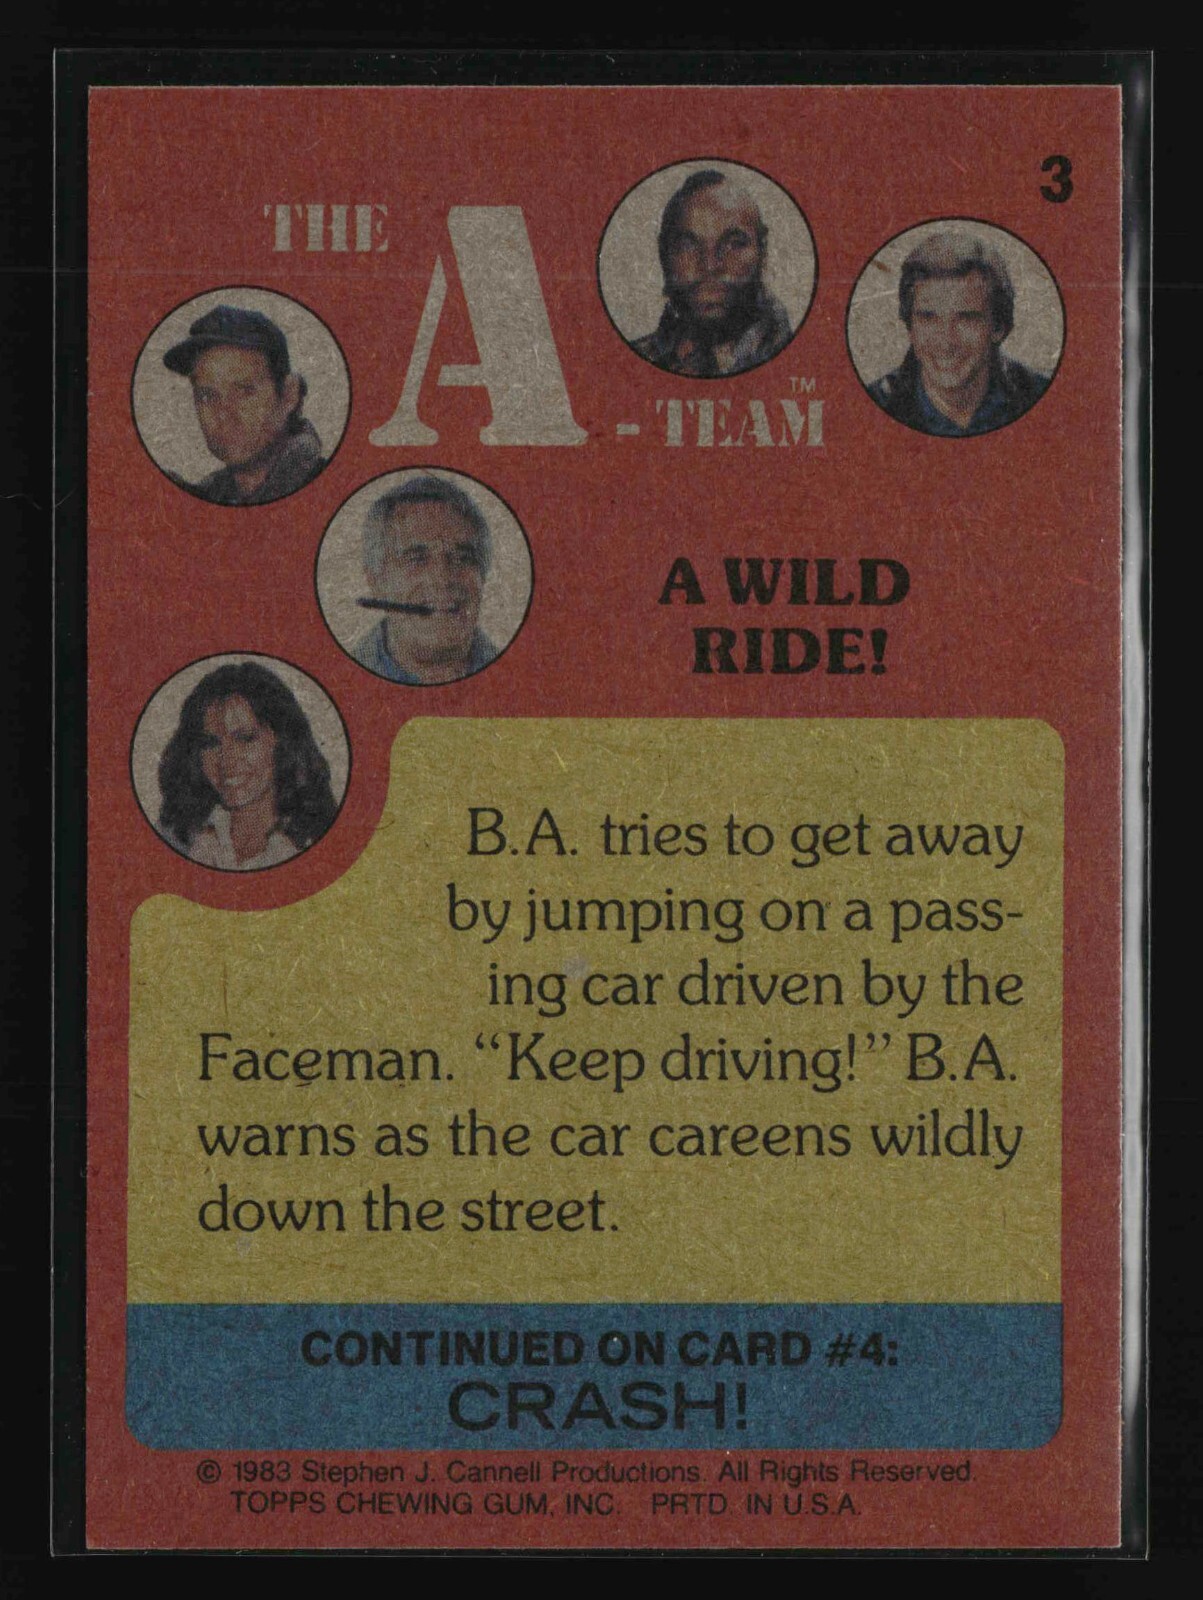 3
THE
A
-TEAM™
A WILD
RIDE!
B.A. tries to get away
by jumping on a pass-
ing car driven by the
Faceman. “Keep driving!” B.A.
warns as the car careens wildly
down the street.
CONTINUED ON CARD #4:
CRASH!
© 1983 Stephen J. Cannell Productions. All Rights Reserved.
TOPPS CHEWING GUM, INC. PRTD. IN U.S.A.